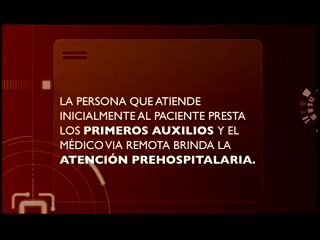 LA PERSONA QUE ATIENDE
INICIALMENTE AL PACIENTE PRESTA
LOS PRIMEROS AUXILIOS Y EL
MÉDICO VIA REMOTA BRINDA LA
ATENCIÓN PREHOSPITALARIA.